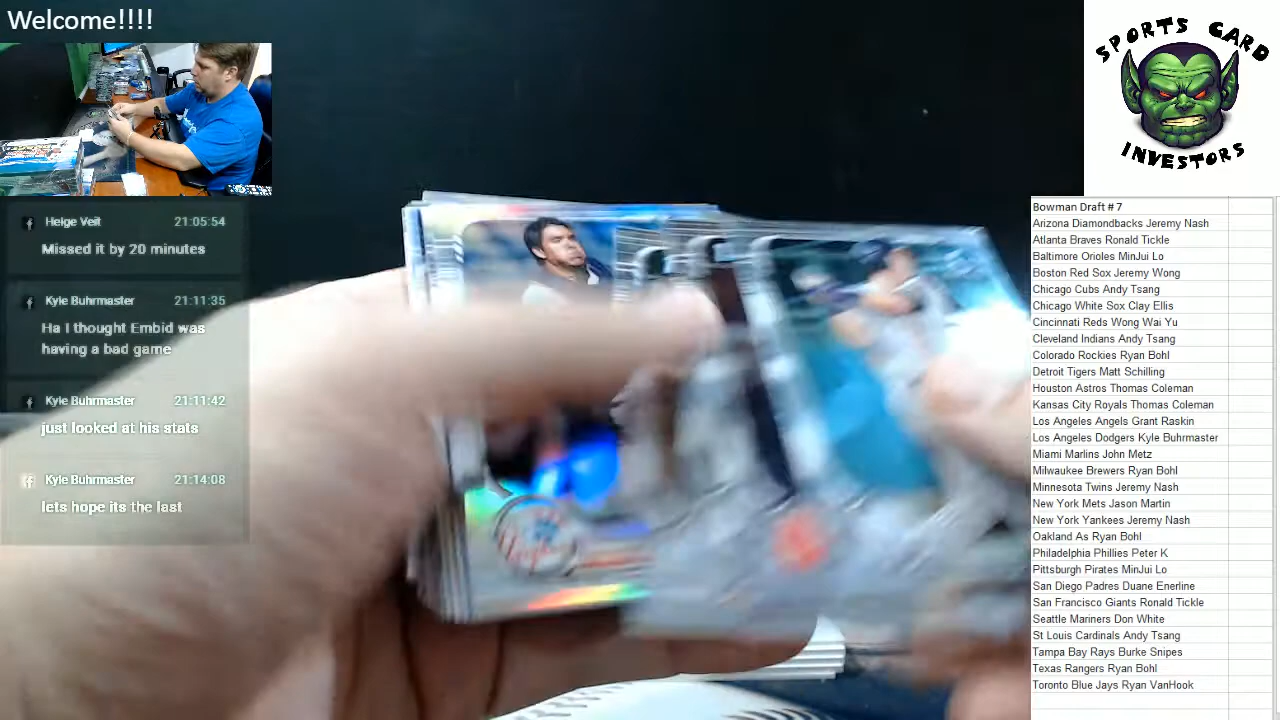 Welcome!!!!
SPORTS CARD
INVESTORS
Helge Veit 21:05:54
Missed it by 20 minutes
Kyle Buhrmaster 21:11:35
Ha I thought Embid was
having a bad game
Kyle Buhrmaster 21:11:42
just looked at his stats
Kyle Buhrmaster 21:14:08
lets hope its the last
Bowman Draft # 7
Arizona Diamondbacks Jeremy Nash
Atlanta Braves Ronald Tickle
Baltimore Orioles MinJui Lo
Boston Red Sox Jeremy Wong
Chicago Cubs Andy Tsang
Chicago White Sox Clay Ellis
Cincinnati Reds Wong Wai Yu
Cleveland Indians Andy Tsang
Colorado Rockies Ryan Bohl
Detroit Tigers Matt Schilling
Houston Astros Thomas Coleman
Kansas City Royals Thomas Coleman
Los Angeles Angels Grant Raskin
Los Angeles Dodgers Kyle Buhrmaster
Miami Marlins John Metz
Milwaukee Brewers Ryan Bohl
Minnesota Twins Jeremy Nash
New York Mets Jason Martin
New York Yankees Jeremy Nash
Oakland As Ryan Bohl
Philadelphia Phillies Peter K
Pittsburgh Pirates MinJui Lo
San Diego Padres Duane Enerline
San Francisco Giants Ronald Tickle
Seattle Mariners Don White
St Louis Cardinals Andy Tsang
Tampa Bay Rays Burke Snipes
Texas Rangers Ryan Bohl
Toronto Blue Jays Ryan VanHook